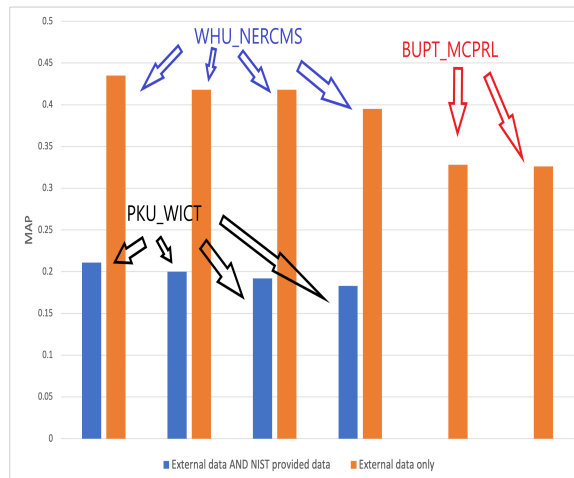 0.5
WHU_NERCMS
BUPT_MCPRL
0.45
0.4
0.35
0.3
PKU_WICT
MAP
0.25
0.2
0.15
0.1
0.05
0
External data AND NIST provided data
External data only